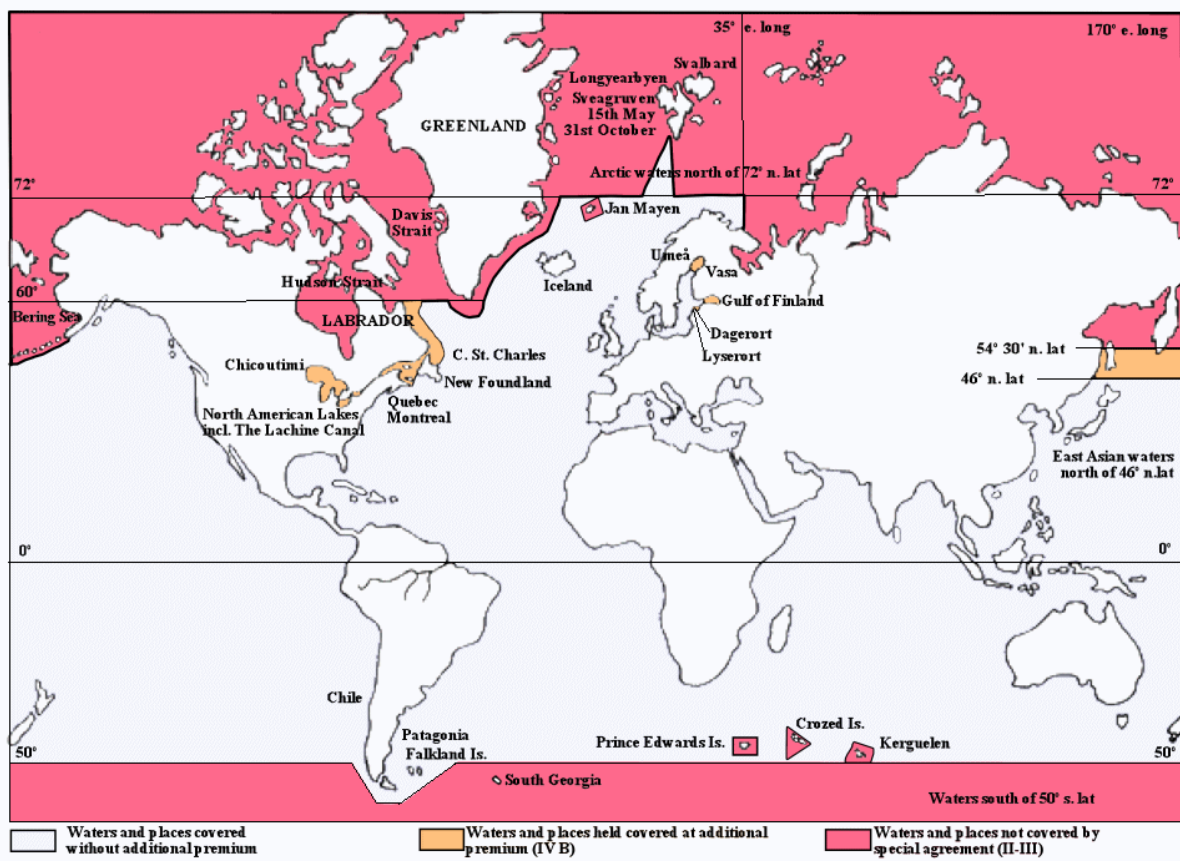 35° e. long
170° e. long
Svalbard
Longyearbyen
Sveagruven
15th May
31st October
GREENLAND
Arctic waters north of 72° n. lat
72°
72°
Davis
Strait
Jan Mayen
Umeå
Vasa
Hudson Strait
Iceland
60°
Gulf of Finland
Bering Sea
LABRADOR
Dagerort
Lyserort
54° 30' n. lat
C. St. Charles
Chicoutimi
46° n. lat
New Foundland
Quebec
Montreal
North American Lakes
incl. The Lachine Canal
East Asian waters
north of 46° n.lat
0°
0°
Chile
Patagonia
Falkland Is.
Prince Edwards Is.
Crozed Is.
Kerguelen
50°
50°
South Georgia
Waters south of 50° s. lat
Waters and places covered
without additional premium
Waters and places held covered at additional
premium (IV B)
Waters and places not covered by
special agreement (II-III)